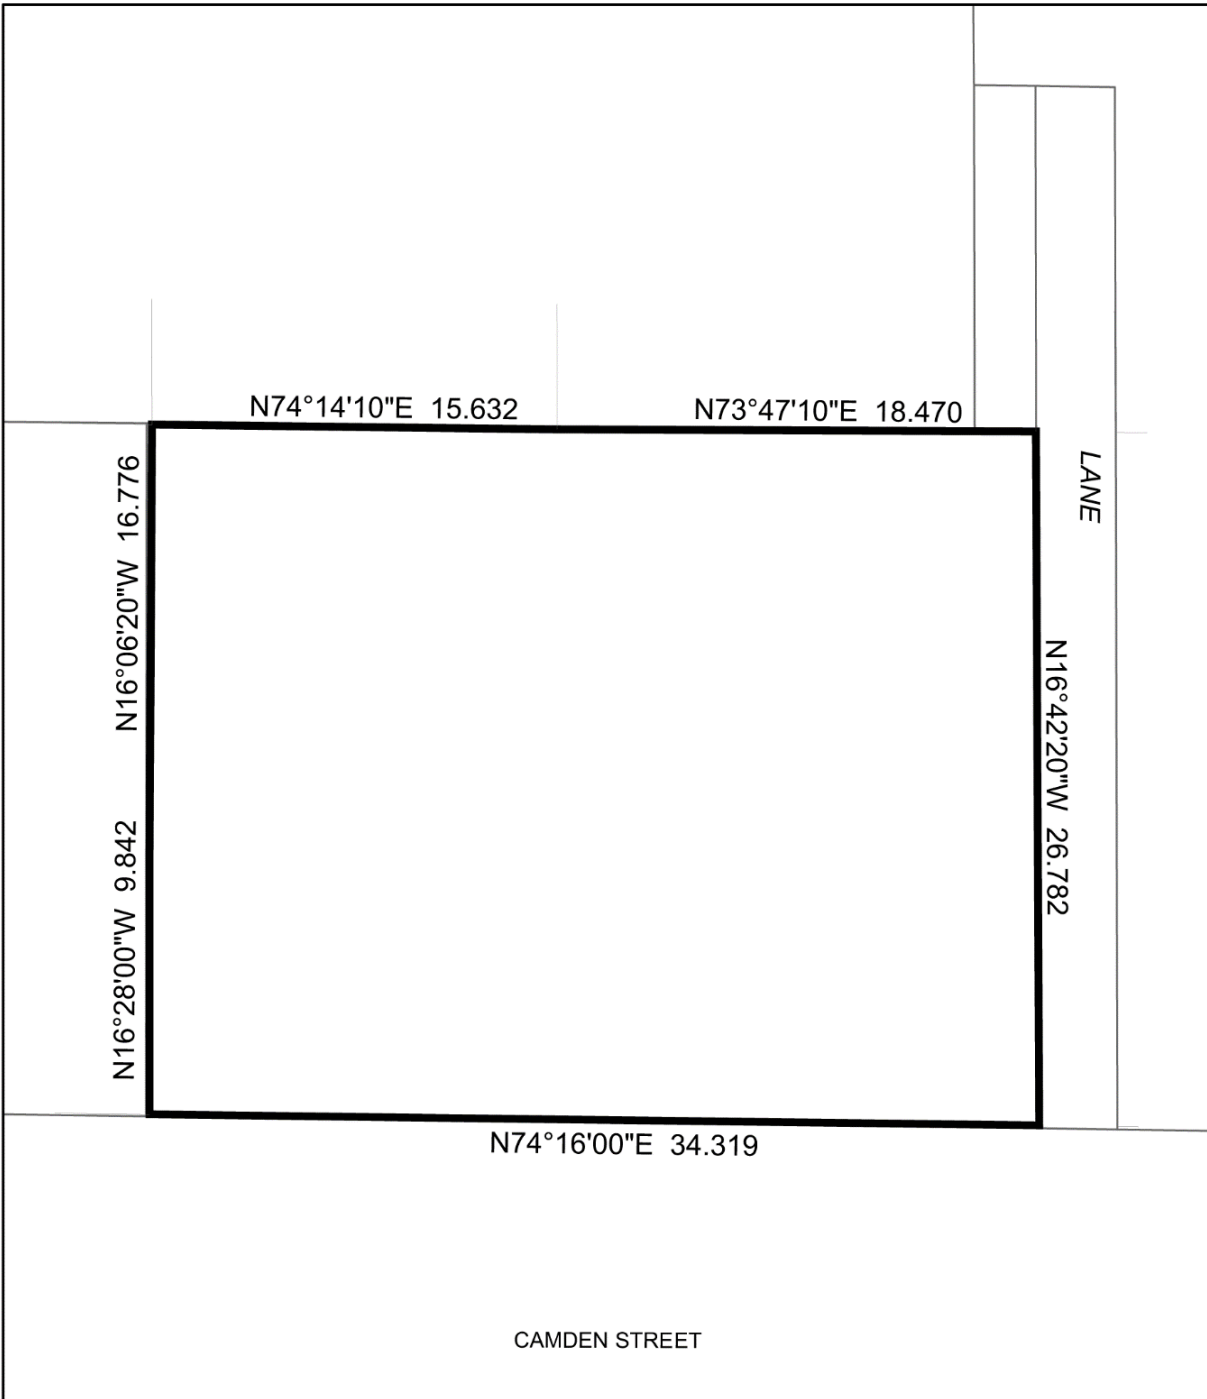 N74°14'10"E 15.632
N73°47'10"E 18.470
LANE
N16°06'20"W 16.776
N16°42'20"W 26.782
N16°28'00"W 9.842
N74°16'00"E 34.319
CAMDEN STREET